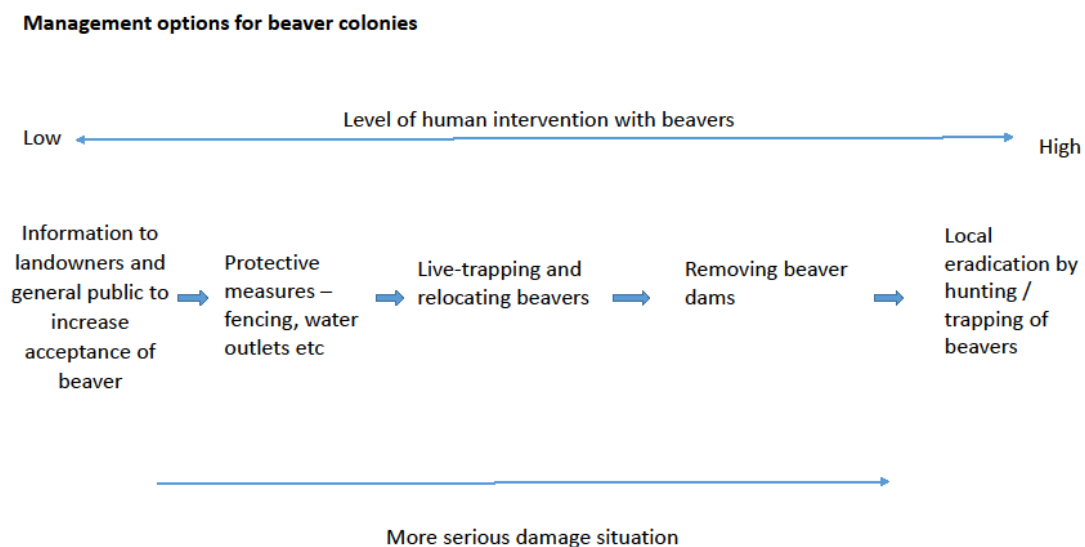 Management options for beaver colonies
Level of human intervention with beavers
Low
High
Information to
landowners and
general public to
increase
acceptance of
beaver
Protective
measures –
fencing, water
outlets etc
Live-trapping and
relocating beavers
Removing beaver
dams
Local
eradication by
hunting /
trapping of
beavers
More serious damage situation